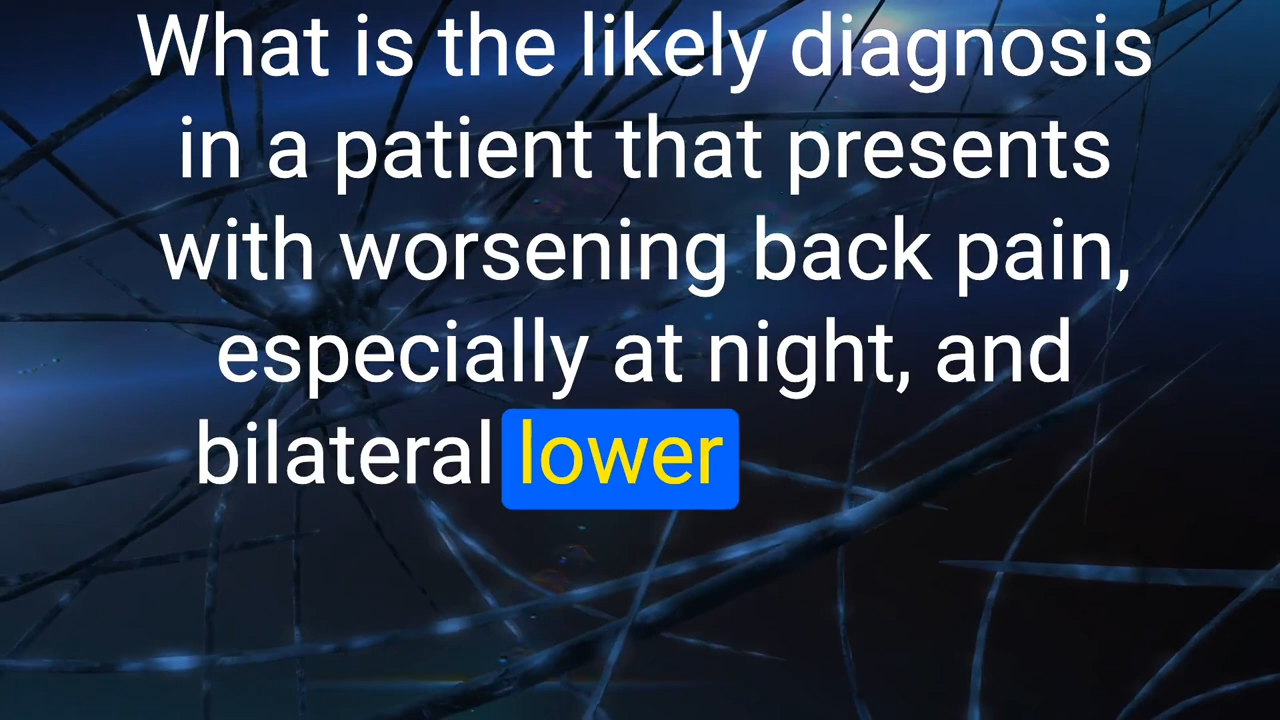 What is the likely diagnosis
in a patient that presents
with worsening back pain,
especially at night, and
bilateral lower